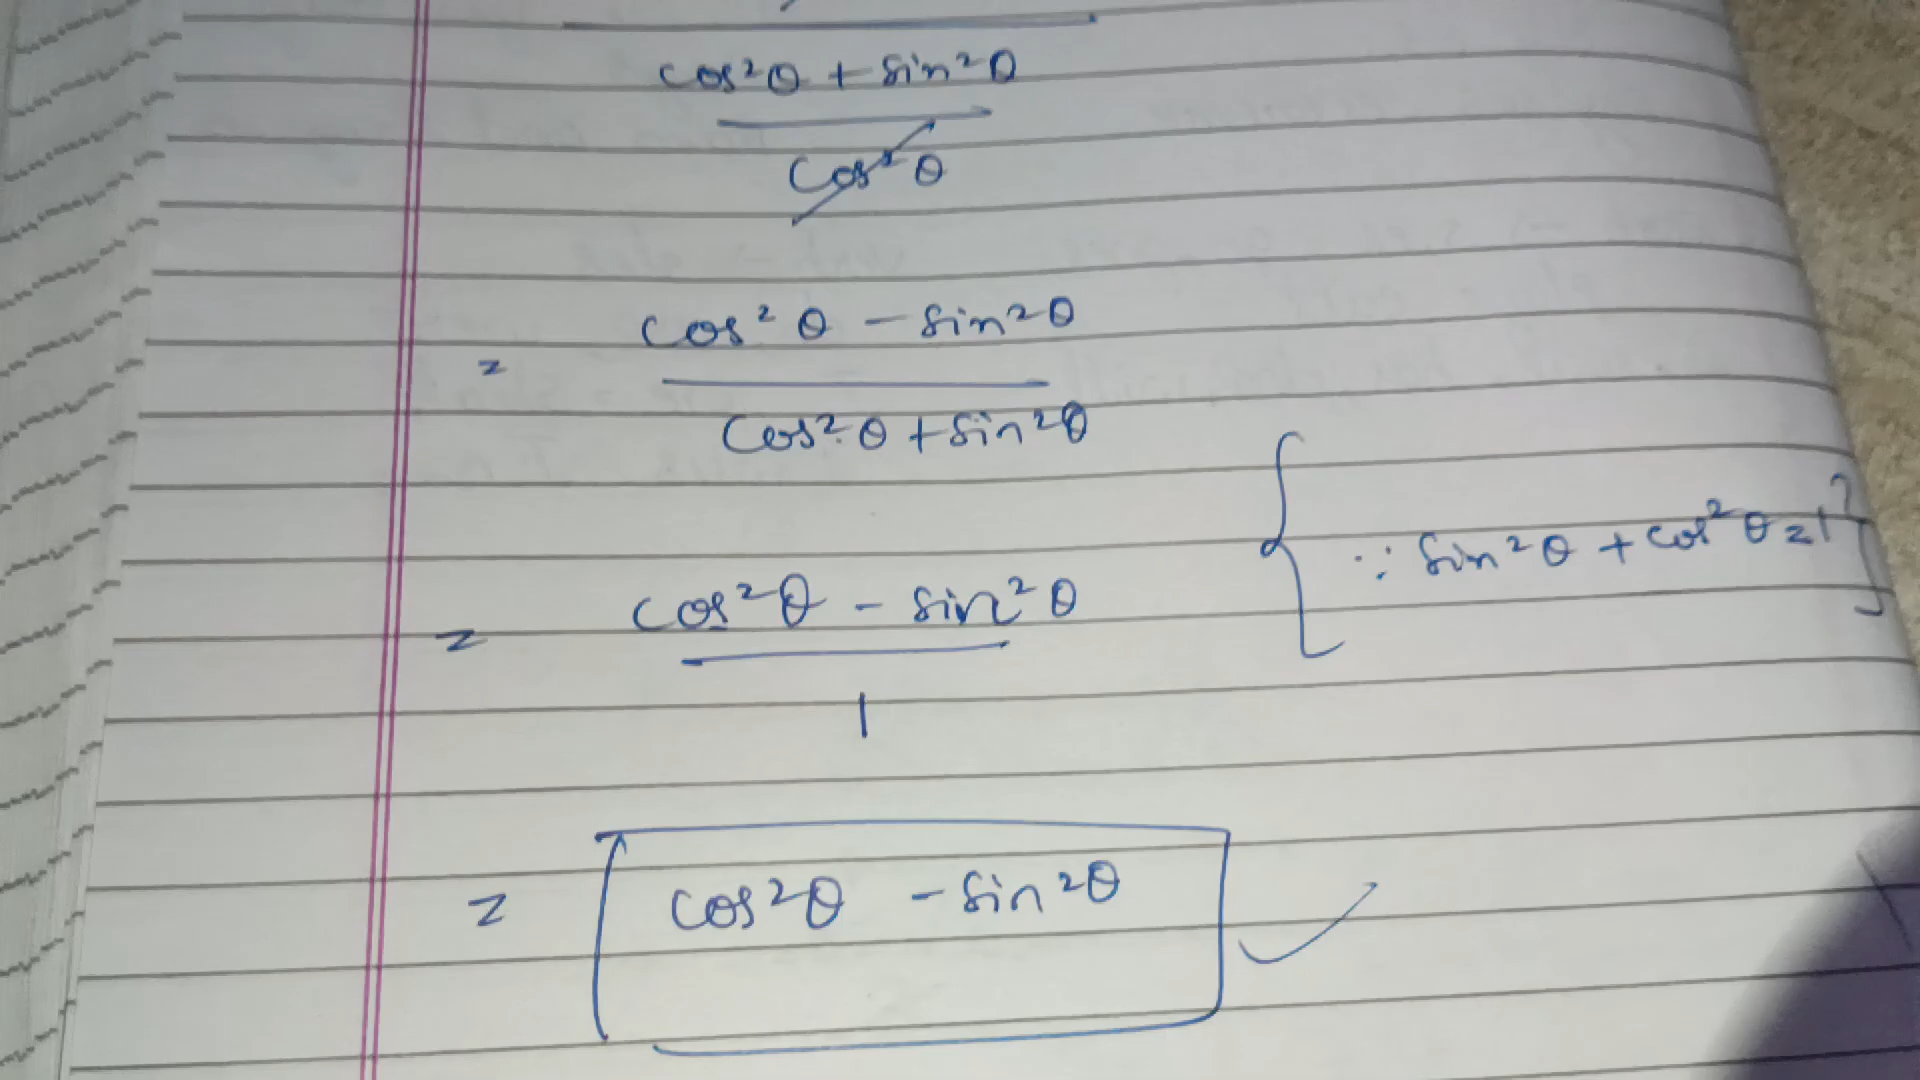 cos²θ + sin²θ
cos²θ
= cos²θ - sin²θ
cos²θ + sin²θ
= cos²θ - sin²θ
1
{∵ sin²θ + cos²θ = 1}
= cos²θ - sin²θ